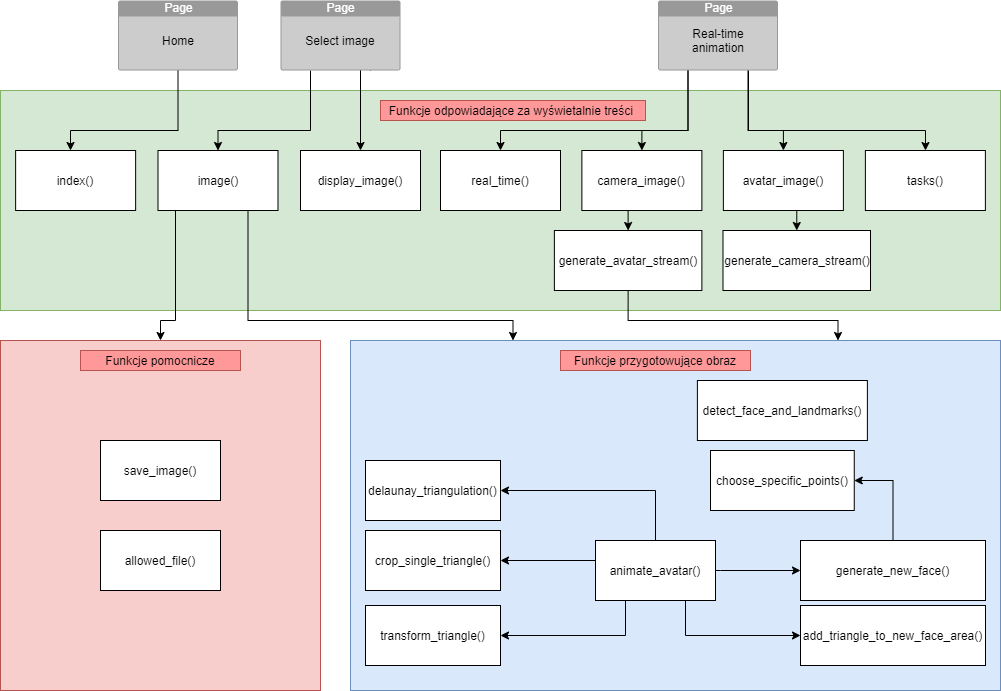 Page
Home
Page
Select image
Page
Real-time
animation
Funkcje odpowiadające za wyświetalnie treści
index()
image()
display_image()
real_time()
camera_image()
avatar_image()
tasks()
generate_avatar_stream()
generate_camera_stream()
Funkcje pomocnicze
save_image()
allowed_file()
Funkcje przygotowujące obraz
detect_face_and_landmarks()
choose_specific_points()
delaunay_triangulation()
crop_single_triangle()
animate_avatar()
generate_new_face()
transform_triangle()
add_triangle_to_new_face_area()